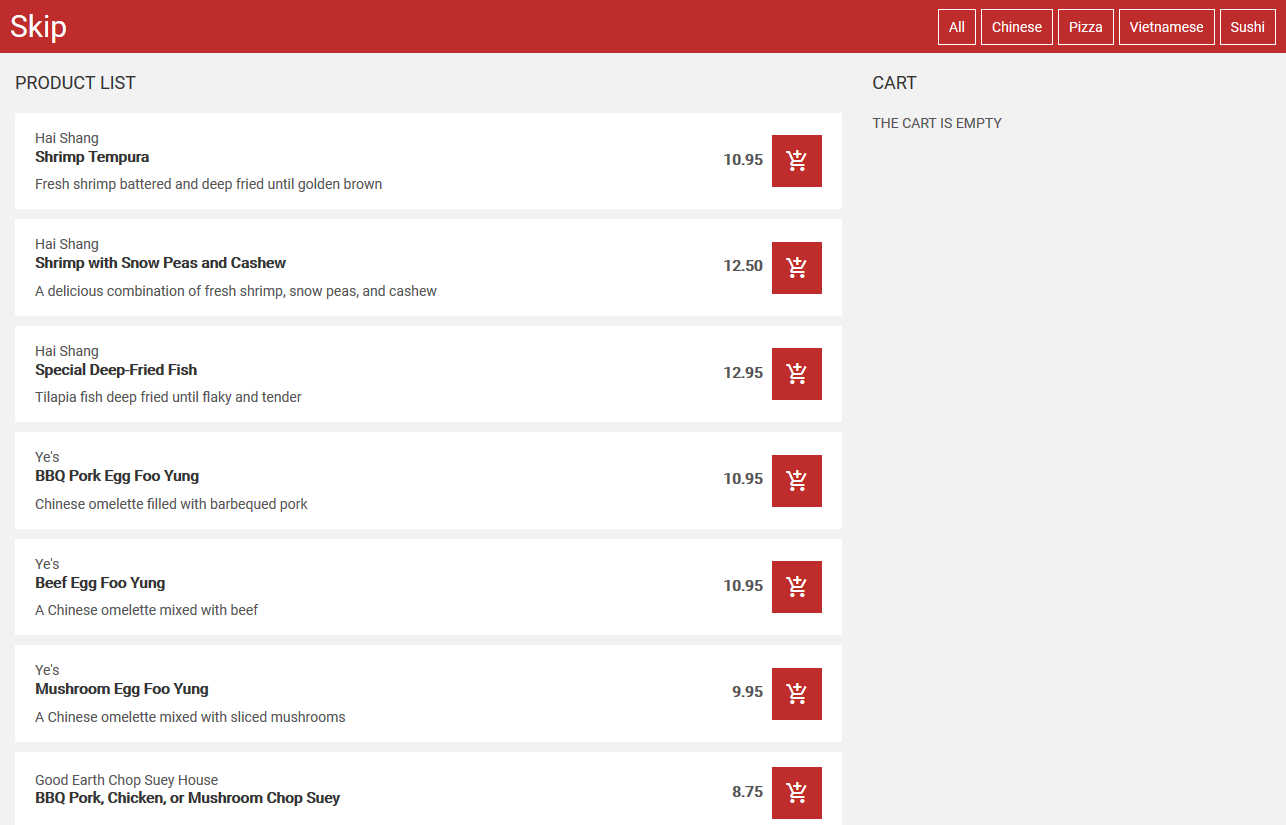 Skip
All
Chinese
Pizza
Vietnamese
Sushi
PRODUCT LIST
Hai Shang
Shrimp Tempura
Fresh shrimp battered and deep fried until golden brown
10.95
Hai Shang
Shrimp with Snow Peas and Cashew
A delicious combination of fresh shrimp, snow peas, and cashew
12.50
Hai Shang
Special Deep-Fried Fish
Tilapia fish deep fried until flaky and tender
12.95
Ye's
BBQ Pork Egg Foo Yung
Chinese omelette filled with barbequed pork
10.95
Ye's
Beef Egg Foo Yung
A Chinese omelette mixed with beef
10.95
Ye's
Mushroom Egg Foo Yung
A Chinese omelette mixed with sliced mushrooms
9.95
Good Earth Chop Suey House
BBQ Pork, Chicken, or Mushroom Chop Suey
8.75
CART
THE CART IS EMPTY